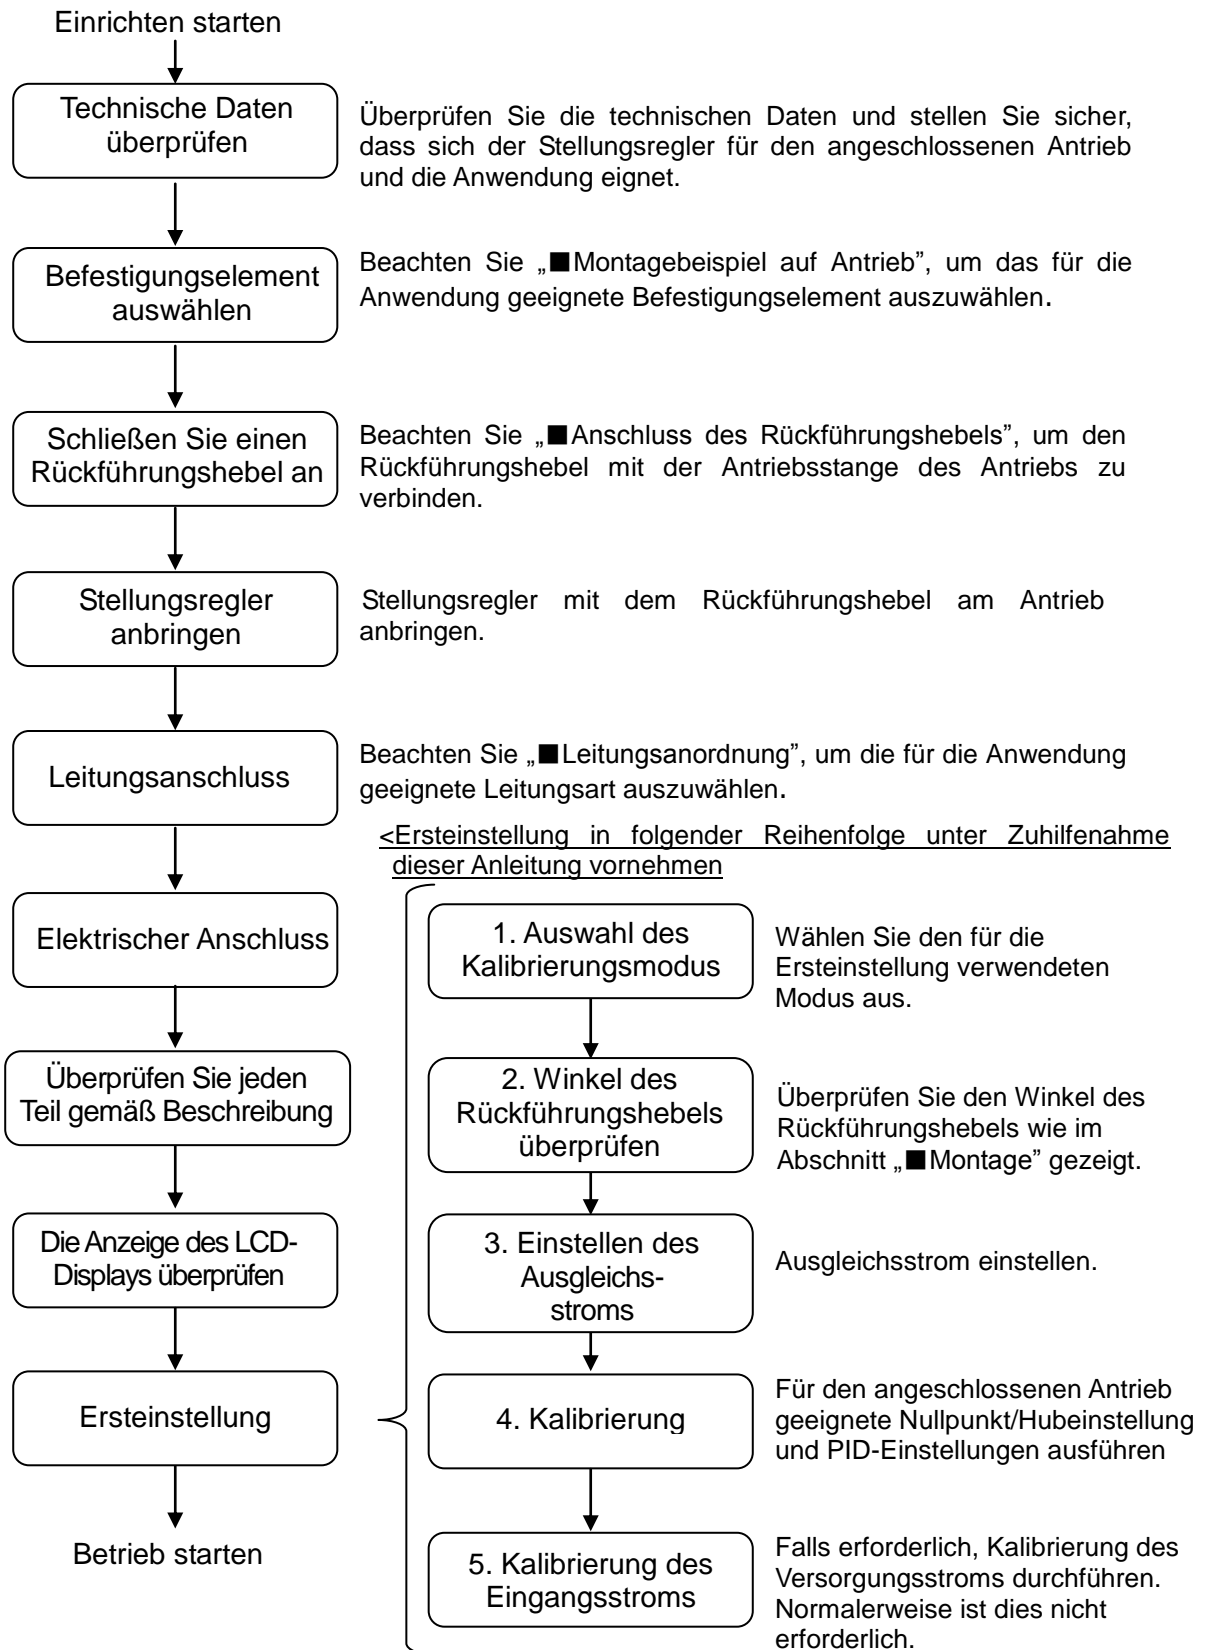 Einrichten starten
Technische Daten
überprüfen
Überprüfen Sie die technischen Daten und stellen Sie sicher,
dass sich der Stellungsregler für den angeschlossenen Antrieb
und die Anwendung eignet.
Befestigungselement
auswählen
Beachten Sie „■Montagebeispiel auf Antrieb”, um das für die
Anwendung geeignete Befestigungselement auszuwählen.
Schließen Sie einen
Rückführungshebel an
Beachten Sie „■Anschluss des Rückführungshebels”, um den
Rückführungshebel mit der Antriebsstange des Antriebs zu
verbinden.
Stellungsregler
anbringen
Stellungsregler mit dem Rückführungshebel am Antrieb
anbringen.
Leitungsanschluss
Beachten Sie „■Leitungsanordnung”, um die für die Anwendung
geeignete Leitungsart auszuwählen.
Elektrischer Anschluss
Überprüfen Sie jeden
Teil gemäß Beschreibung
Die Anzeige des LCD-
Displays überprüfen
Ersteinstellung
Betrieb starten
<Ersteinstellung in folgender Reihenfolge unter Zuhilfenahme
dieser Anleitung vornehmen
1. Auswahl des
Kalibrierungsmodus
Wählen Sie den für die
Ersteinstellung verwendeten
Modus aus.
2. Winkel des
Rückführungshebels
überprüfen
Überprüfen Sie den Winkel des
Rückführungshebels wie im
Abschnitt „■Montage” gezeigt.
3. Einstellen des
Ausgleichs-
stroms
Ausgleichsstrom einstellen.
4. Kalibrierung
Für den angeschlossenen Antrieb
geeignete Nullpunkt/Hubeinstellung
und PID-Einstellungen ausführen
5. Kalibrierung des
Eingangsstroms
Falls erforderlich, Kalibrierung des
Versorgungsstroms durchführen.
Normalerweise ist dies nicht
erforderlich.